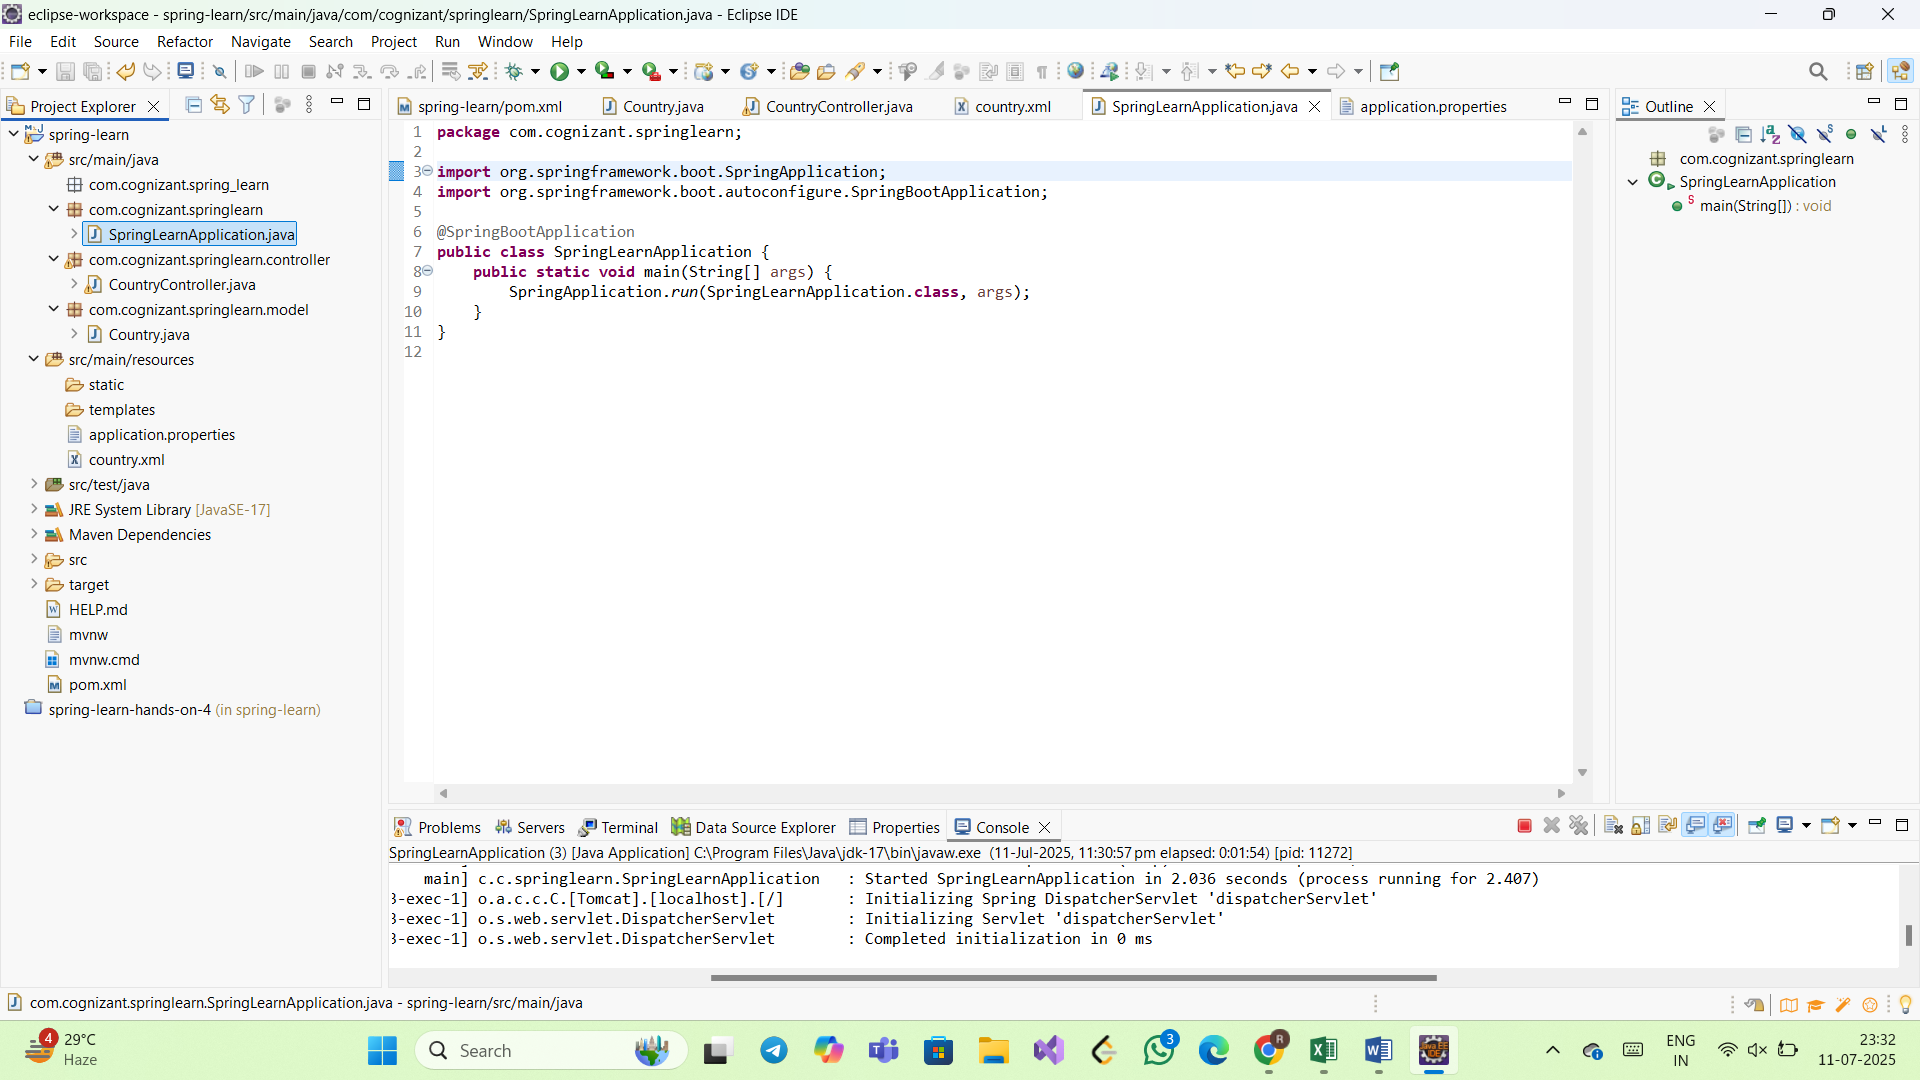 eclipse-workspace - spring-learn/src/main/java/com/cognizant/springlearn/SpringLearnApplication.java - Eclipse IDE
File Edit Source Refactor Navigate Search Project Run Window Help
Project Explorer
spring-learn
src/main/java
com.cognizant.spring_learn
com.cognizant.springlearn
SpringLearnApplication.java
com.cognizant.springlearn.controller
CountryController.java
com.cognizant.springlearn.model
Country.java
src/main/resources
static
templates
application.properties
country.xml
src/test/java
JRE System Library [JavaSE-17]
Maven Dependencies
src
target
HELP.md
mvnw
mvnw.cmd
pom.xml
spring-learn-hands-on-4 (in spring-learn)
spring-learn/pom.xml Country.java CountryController.java country.xml SpringLearnApplication.java application.properties
1 package com.cognizant.springlearn;
2
3 import org.springframework.boot.SpringApplication;
4 import org.springframework.boot.autoconfigure.SpringBootApplication;
5
6 @SpringBootApplication
7 public class SpringLearnApplication {
8 public static void main(String[] args) {
9 SpringApplication.run(SpringLearnApplication.class, args);
10 }
11 }
12
Outline
com.cognizant.springlearn
SpringLearnApplication
main(String[]) : void
Problems Servers Terminal Data Source Explorer Properties Console
SpringLearnApplication (3) [Java Application] C:\Program Files\Java\jdk-17\bin\javaw.exe (11-Jul-2025, 11:30:57 pm elapsed: 0:01:54) [pid: 11272]
main] c.c.springlearn.SpringLearnApplication : Started SpringLearnApplication in 2.036 seconds (process running for 2.407)
3-exec-1] o.a.c.c.C.[Tomcat].[localhost].[/] : Initializing Spring DispatcherServlet 'dispatcherServlet'
3-exec-1] o.s.web.servlet.DispatcherServlet : Initializing Servlet 'dispatcherServlet'
3-exec-1] o.s.web.servlet.DispatcherServlet : Completed initialization in 0 ms
com.cognizant.springlearn.SpringLearnApplication.java - spring-learn/src/main/java
4
29°C
Haze
Search
3
R
ENG
IN
23:32
11-07-2025